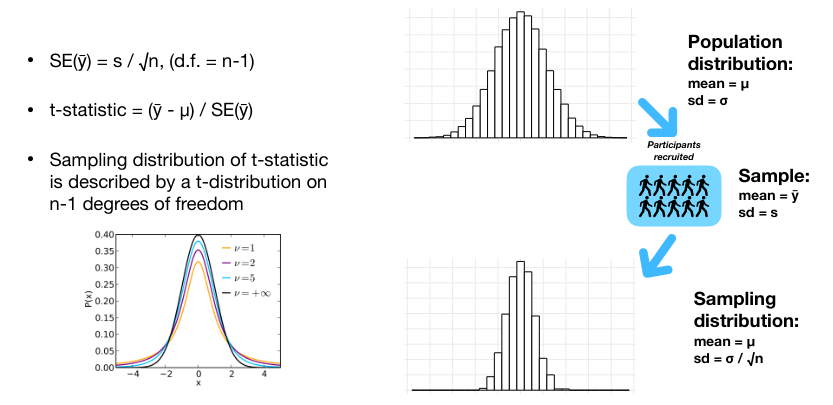 • SE(ȳ) = s / √n, (d.f. = n-1)
• t-statistic = (ȳ - μ) / SE(ȳ)
• Sampling distribution of t-statistic
is described by a t-distribution on
n-1 degrees of freedom
0.40
0.35
0.30
0.25
0.20
0.15
0.10
0.05
0.00
P(x)
−4 −2 0 2 4
x
ν=1
ν=2
ν=5
ν=+∞
Population
distribution:
mean = μ
sd = σ
Participants
recruited
Sample:
mean = ȳ
sd = s
Sampling
distribution:
mean = μ
sd = σ / √n